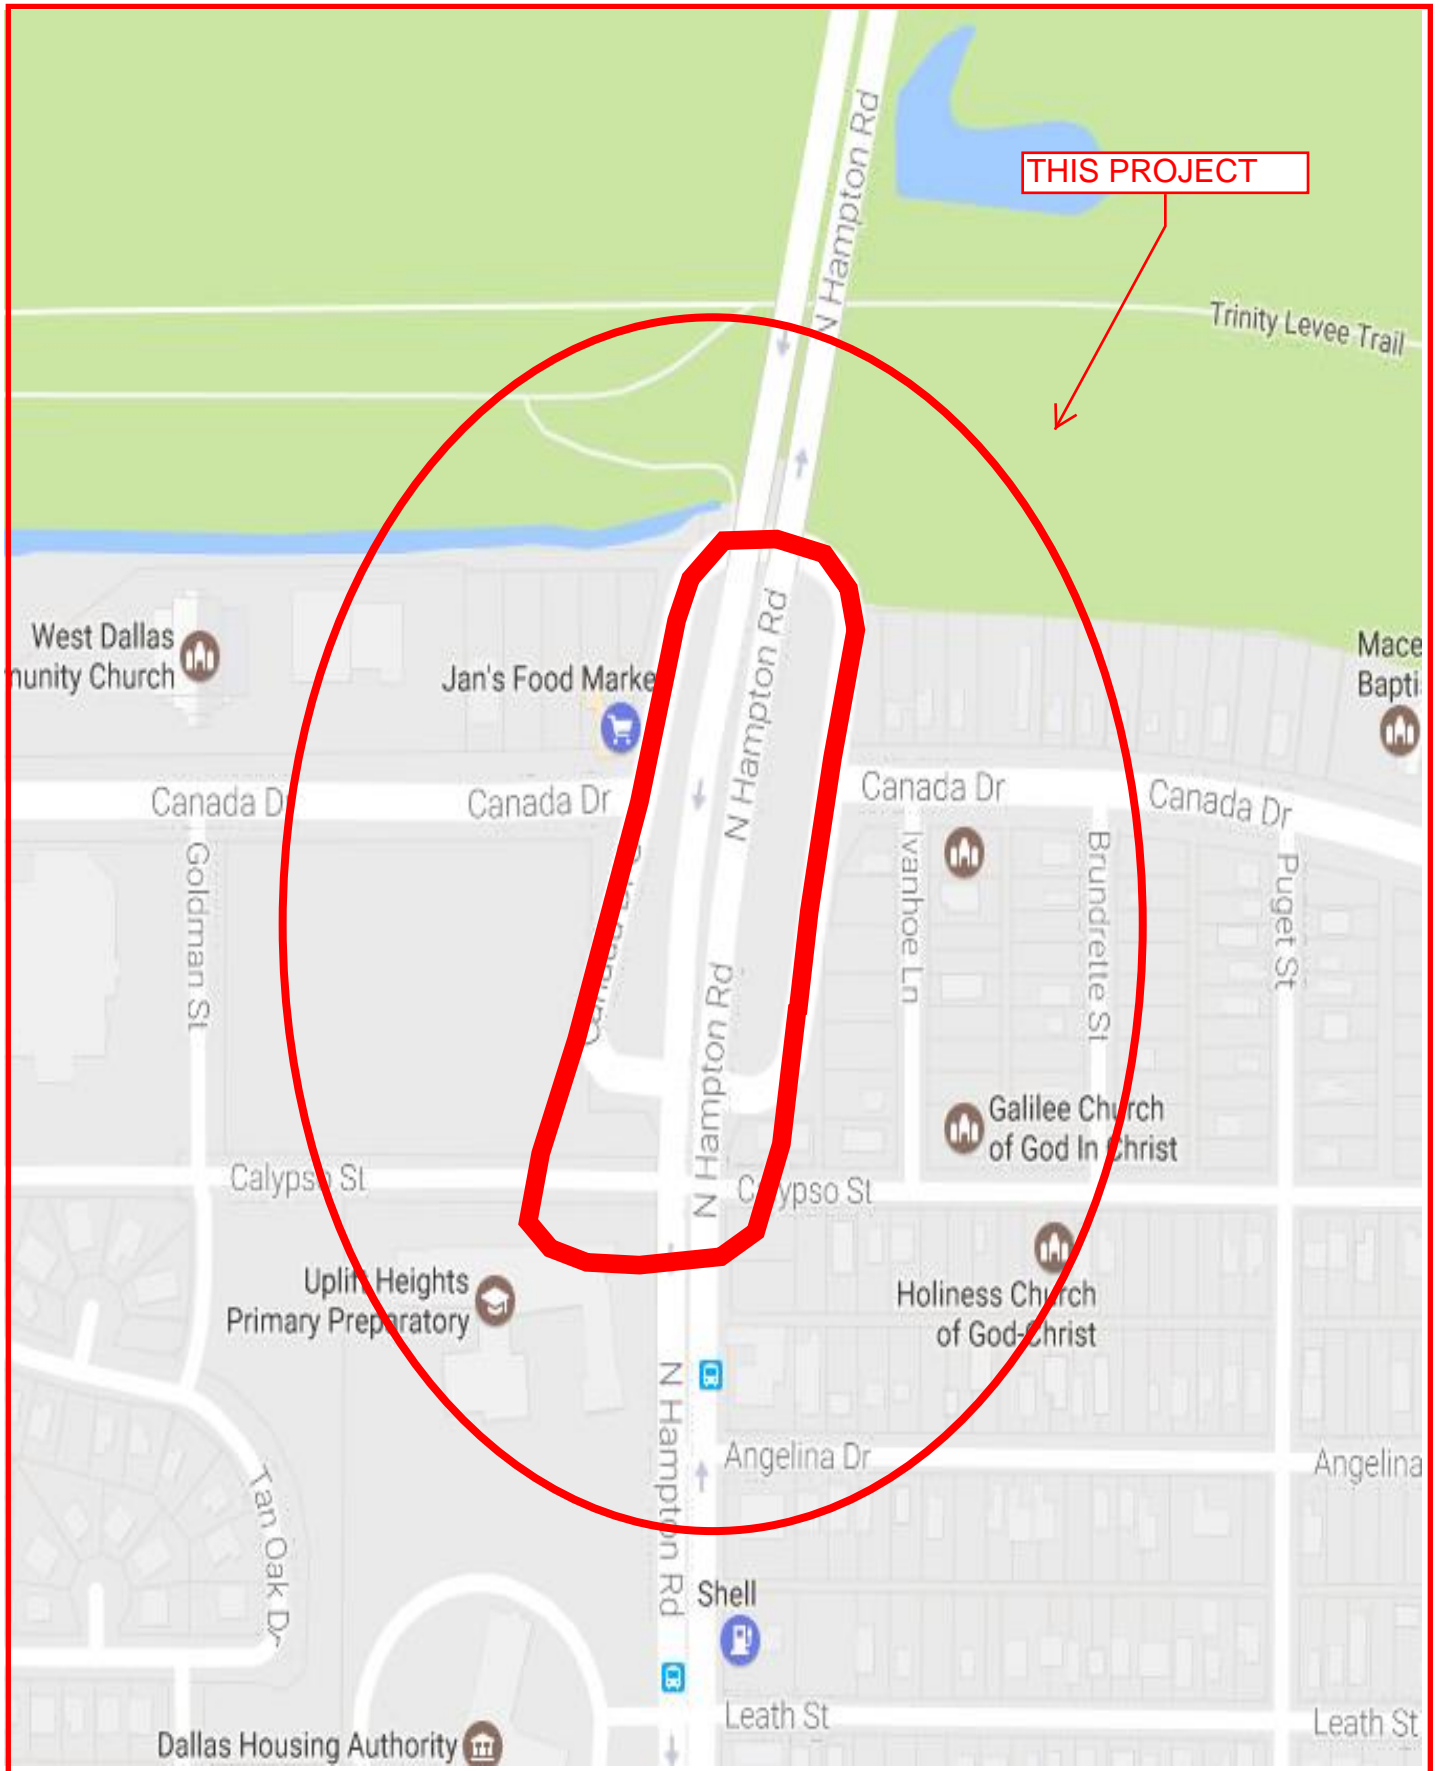 N Hampton Rd
THIS PROJECT
Trinity Levee Trail
West Dallas
munity Church
Jan's Food Marke
N Hampton Rd
Mace
Bapti
Canada D
Canada Dr
Canada Dr
Canada Dr
Goldman St
Ivanhoe Ln
Brundrette St
Puget St
N Hampton Rd
Galilee Church
of God In Christ
Calypso St
Calypso St
Uplift Heights
Primary Preparatory
Holiness Church
of God-Christ
N Hampton Rd
Angelina Dr
Angelina
Tan Oak Dr
Shell
Leath St
Leath St
Dallas Housing Authority